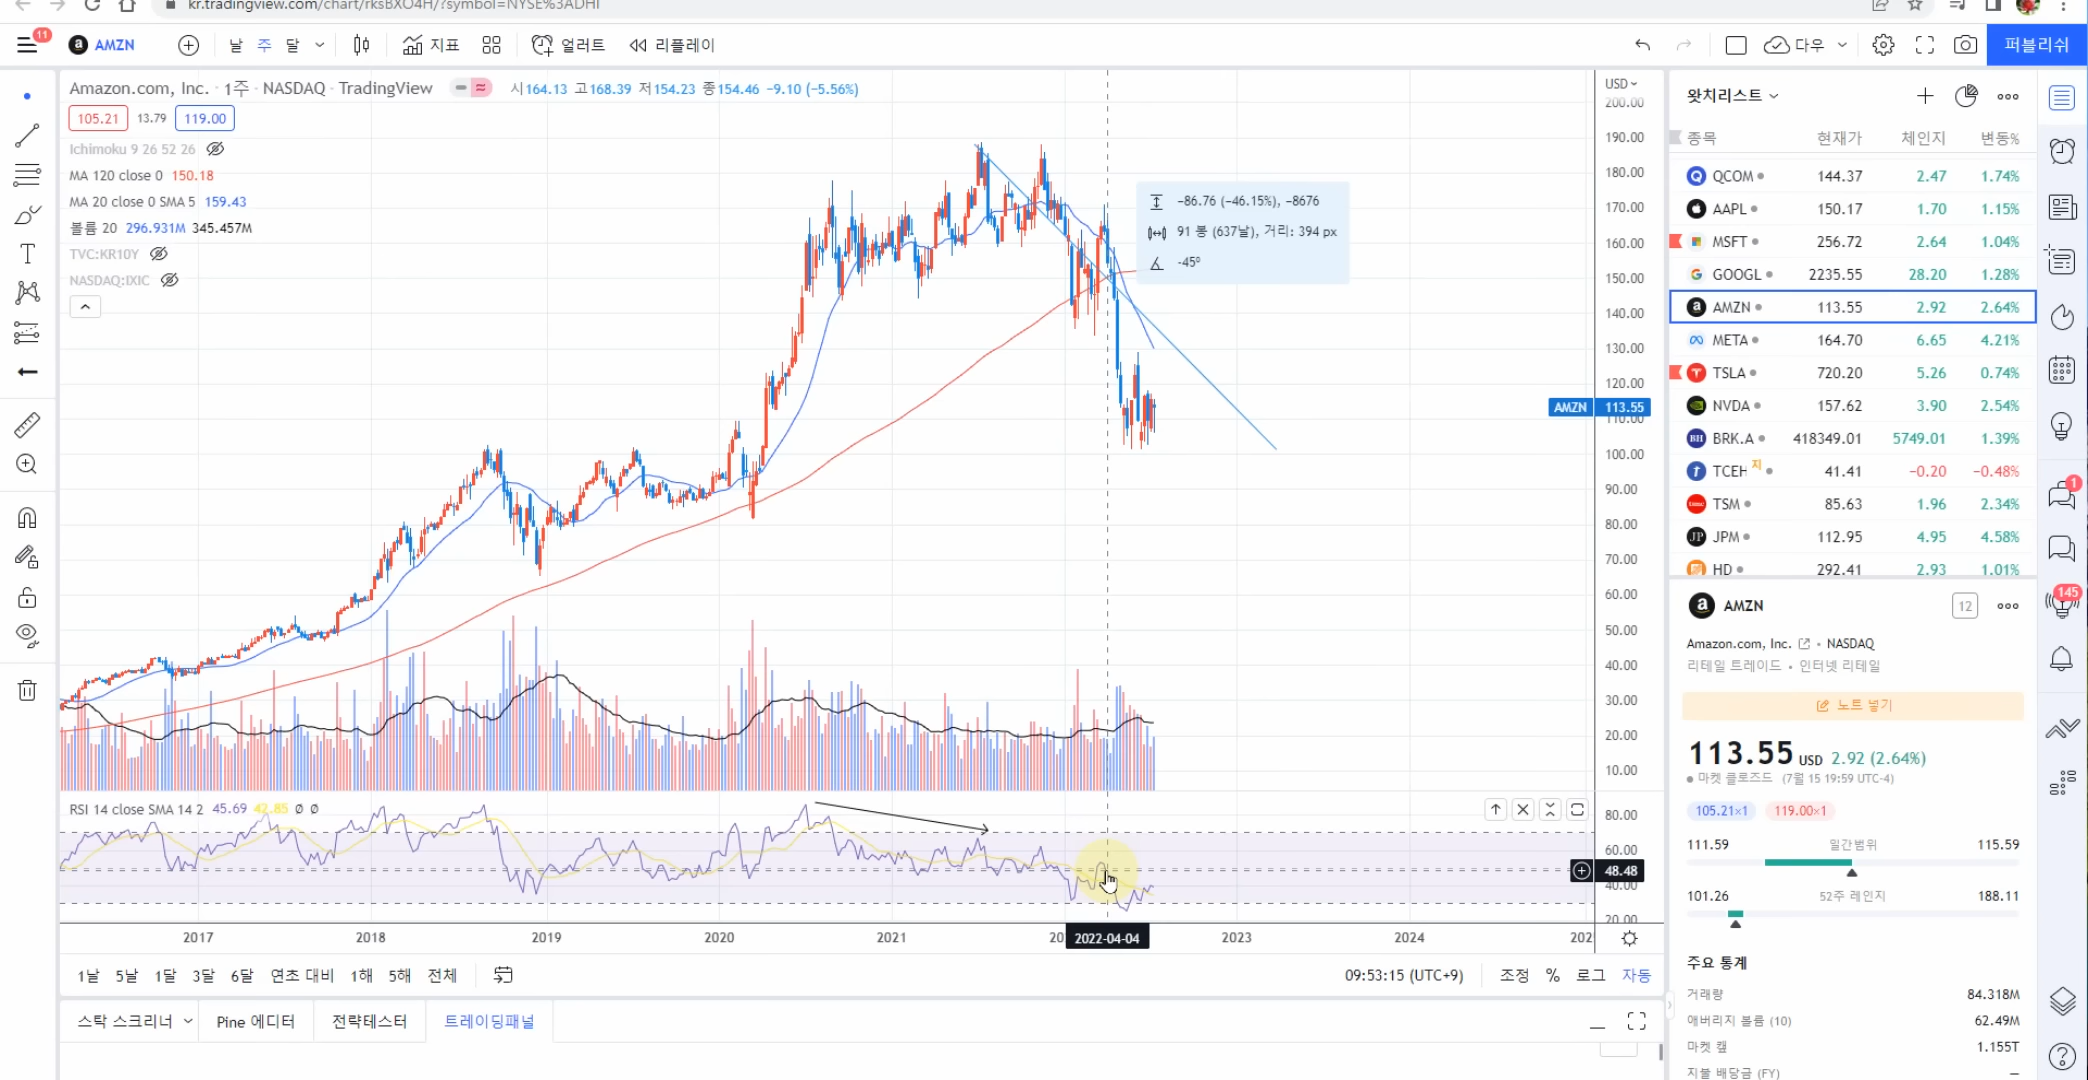 kr.tradingview.com/chart/rksBXO4H/?symbol=NYSE%3ADHI
11
AMZN
날 주 달
지표
얼러트
리플레이
다우
퍼블리쉬
Amazon.com, Inc. · 1주 · NASDAQ · TradingView
시164.13 고168.39 저154.23 종154.46 −9.10 (−5.56%)
105.21 13.79 119.00
Ichimoku 9 26 52 26
MA 120 close 0 150.18
MA 20 close 0 SMA 5 159.43
볼륨 20 296.931M 345.457M
TVC:KR10Y
NASDAQ:IXIC
−86.76 (−46.15%), −8676
91 봉 (637날), 거리: 394 px
-45º
USD
200.00
190.00
180.00
170.00
160.00
150.00
140.00
130.00
120.00
AMZN 113.55
110.00
100.00
90.00
80.00
70.00
60.00
50.00
40.00
30.00
20.00
10.00
RSI 14 close SMA 14 2 45.69 42.85 Ø Ø
80.00
60.00
48.48
40.00
20.00
2017 2018 2019 2020 2021 20 2022-04-04 2023 2024 202
1날 5날 1달 3달 6달 연초 대비 1해 5해 전체
09:53:15 (UTC+9) 조정 % 로그 자동
스탁 스크리너 Pine 에디터 전략테스터 트레이딩패널
왓치리스트
종목 현재가 체인지 변동%
QCOM 144.37 2.47 1.74%
AAPL 150.17 1.70 1.15%
MSFT 256.72 2.64 1.04%
GOOGL 2235.55 28.20 1.28%
AMZN 113.55 2.92 2.64%
META 164.70 6.65 4.21%
TSLA 720.20 5.26 0.74%
NVDA 157.62 3.90 2.54%
BRK.A 418349.01 5749.01 1.39%
TCEH 지 41.41 −0.20 −0.48%
TSM 85.63 1.96 2.34%
JPM 112.95 4.95 4.58%
HD 292.41 2.93 1.01%
AMZN
12
Amazon.com, Inc. • NASDAQ
리테일 트레이드 • 인터넷 리테일
노트 넣기
113.55 USD 2.92 (2.64%)
마켓 클로즈드 (7월 15 19:59 UTC-4)
105.21×1 119.00×1
111.59 일간범위 115.59
101.26 52주 레인지 188.11
주요 통계
거래량 84.318M
애버리지 볼륨 (10) 62.49M
마켓 캪 1.155T
지불 배당금 (FY) —
1
145